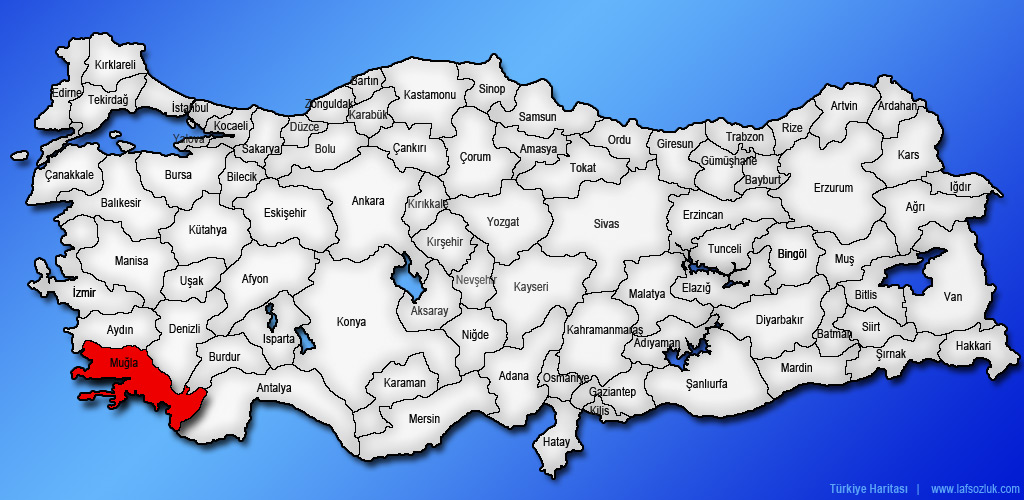 Kırklareli
Edirne
Tekirdağ
İstanbul
Kocaeli
Yalova
Sakarya
Düzce
Zonguldak
Bartın
Karabük
Kastamonu
Sinop
Samsun
Bolu
Çankırı
Çorum
Amasya
Tokat
Ordu
Giresun
Trabzon
Gümüşhane
Bayburt
Rize
Artvin
Ardahan
Kars
Iğdır
Ağrı
Erzurum
Erzincan
Çanakkale
Balıkesir
Bursa
Bilecik
Kütahya
Eskişehir
Ankara
Kırıkkale
Kırşehir
Yozgat
Sivas
Tunceli
Bingöl
Muş
Elazığ
Malatya
Manisa
İzmir
Uşak
Afyon
Aydın
Denizli
Isparta
Burdur
Konya
Aksaray
Nevşehir
Kayseri
Niğde
Kahramanmaraş
Adıyaman
Diyarbakır
Batman
Bitlis
Siirt
Van
Hakkari
Şırnak
Mardin
Şanlıurfa
Gaziantep
Kilis
Osmaniye
Adana
Hatay
Mersin
Karaman
Antalya
Muğla
Türkiye Haritası | www.lafsozluk.com